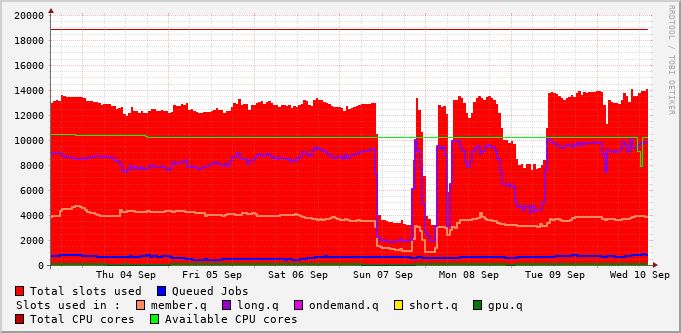 20000
18000
16000
14000
12000
10000
8000
6000
4000
2000
0
Thu 04 Sep Fri 05 Sep Sat 06 Sep Sun 07 Sep Mon 08 Sep Tue 09 Sep Wed 10 Sep
RRDTOOL / TOBI OETIKER
Total slots used Queued Jobs
Slots used in : member.q long.q ondemand.q short.q gpu.q
Total CPU cores Available CPU cores